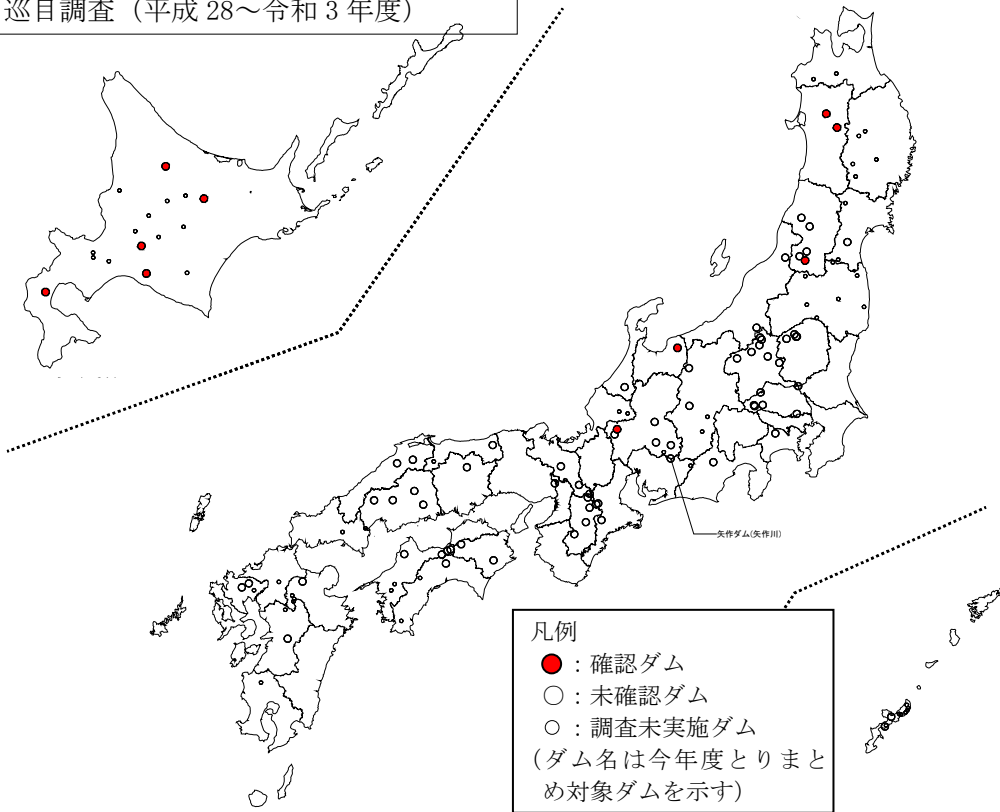 巡目調査（平成 28～令和 3 年度）
矢作ダム(矢作川)
凡例
：確認ダム
：未確認ダム
：調査未実施ダム
(ダム名は今年度とりまと
め対象ダムを示す)